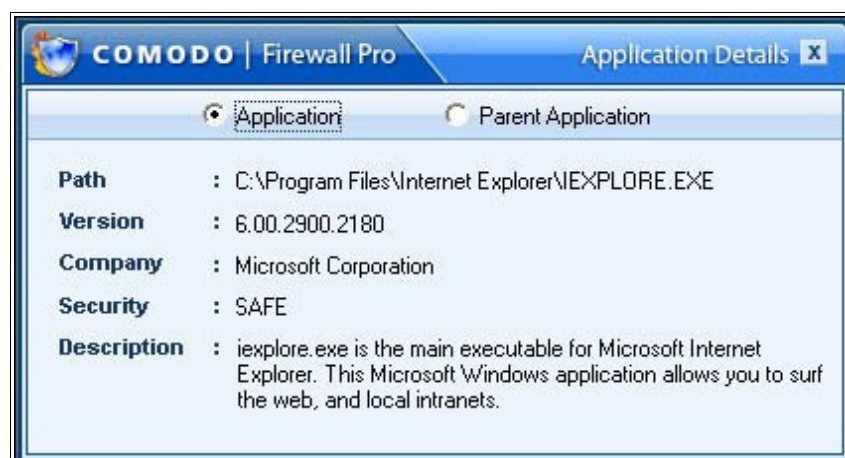 COMODO | Firewall Pro
Application Details X
Application
Parent Application
Path : C:\Program Files\Internet Explorer\IEXPLORE.EXE
Version : 6.00.2900.2180
Company : Microsoft Corporation
Security : SAFE
Description : iexplore.exe is the main executable for Microsoft Internet
Explorer. This Microsoft Windows application allows you to surf
the web, and local intranets.